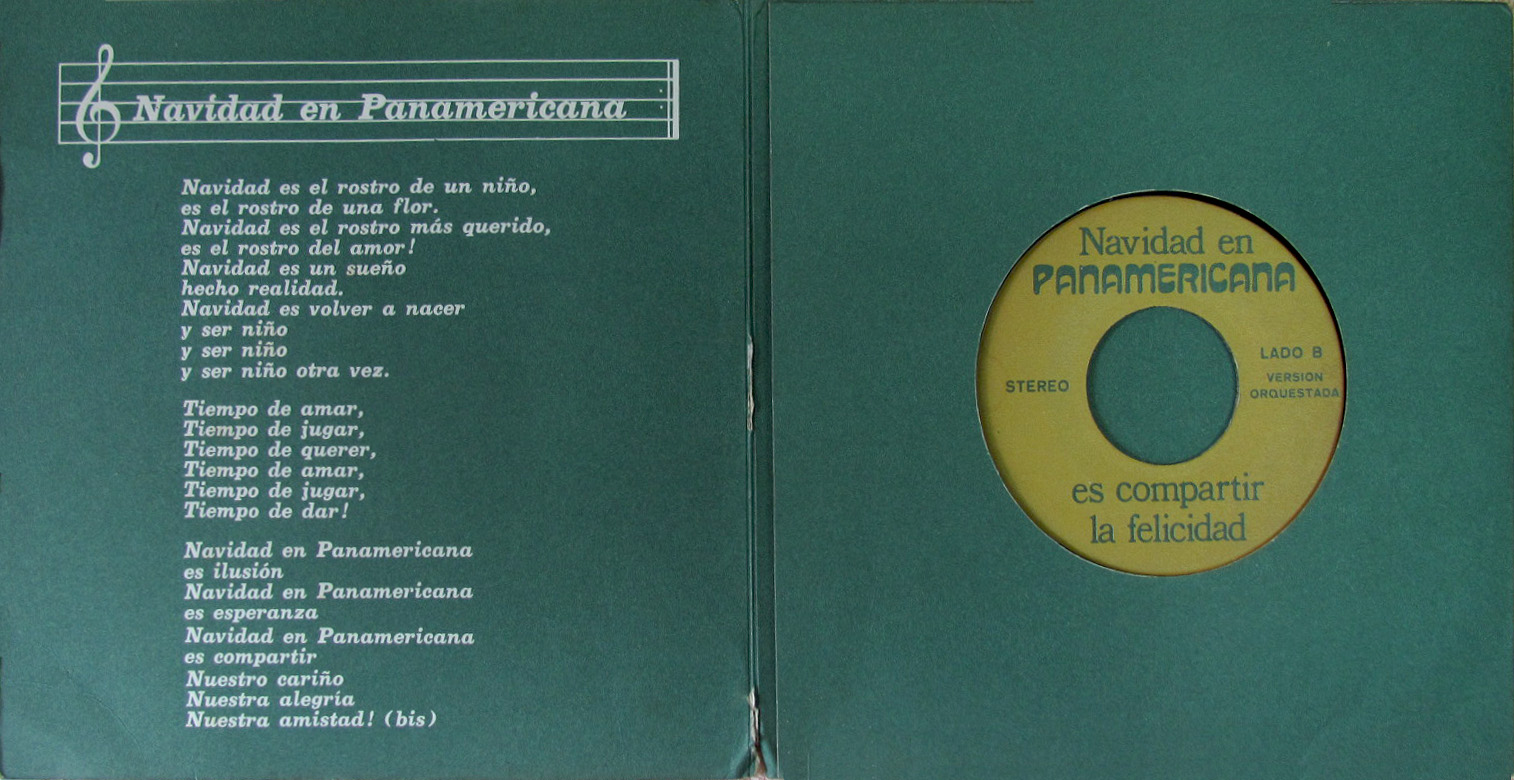 Navidad en Panamericana
Navidad es el rostro de un niño,
es el rostro de una flor.
Navidad es el rostro más querido,
es el rostro del amor!
Navidad es un sueño
hecho realidad.
Navidad es volver a nacer
y ser niño
y ser niño
y ser niño otra vez.
Tiempo de amar,
Tiempo de jugar,
Tiempo de querer,
Tiempo de amar,
Tiempo de jugar,
Tiempo de dar!
Navidad en Panamericana
es ilusión
Navidad en Panamericana
es esperanza
Navidad en Panamericana
es compartir
Nuestro cariño
Nuestra alegría
Nuestra amistad! (bis)
Navidad en
PANAMERICANA
STEREO
LADO B
VERSION
ORQUESTADA
es compartir
la felicidad